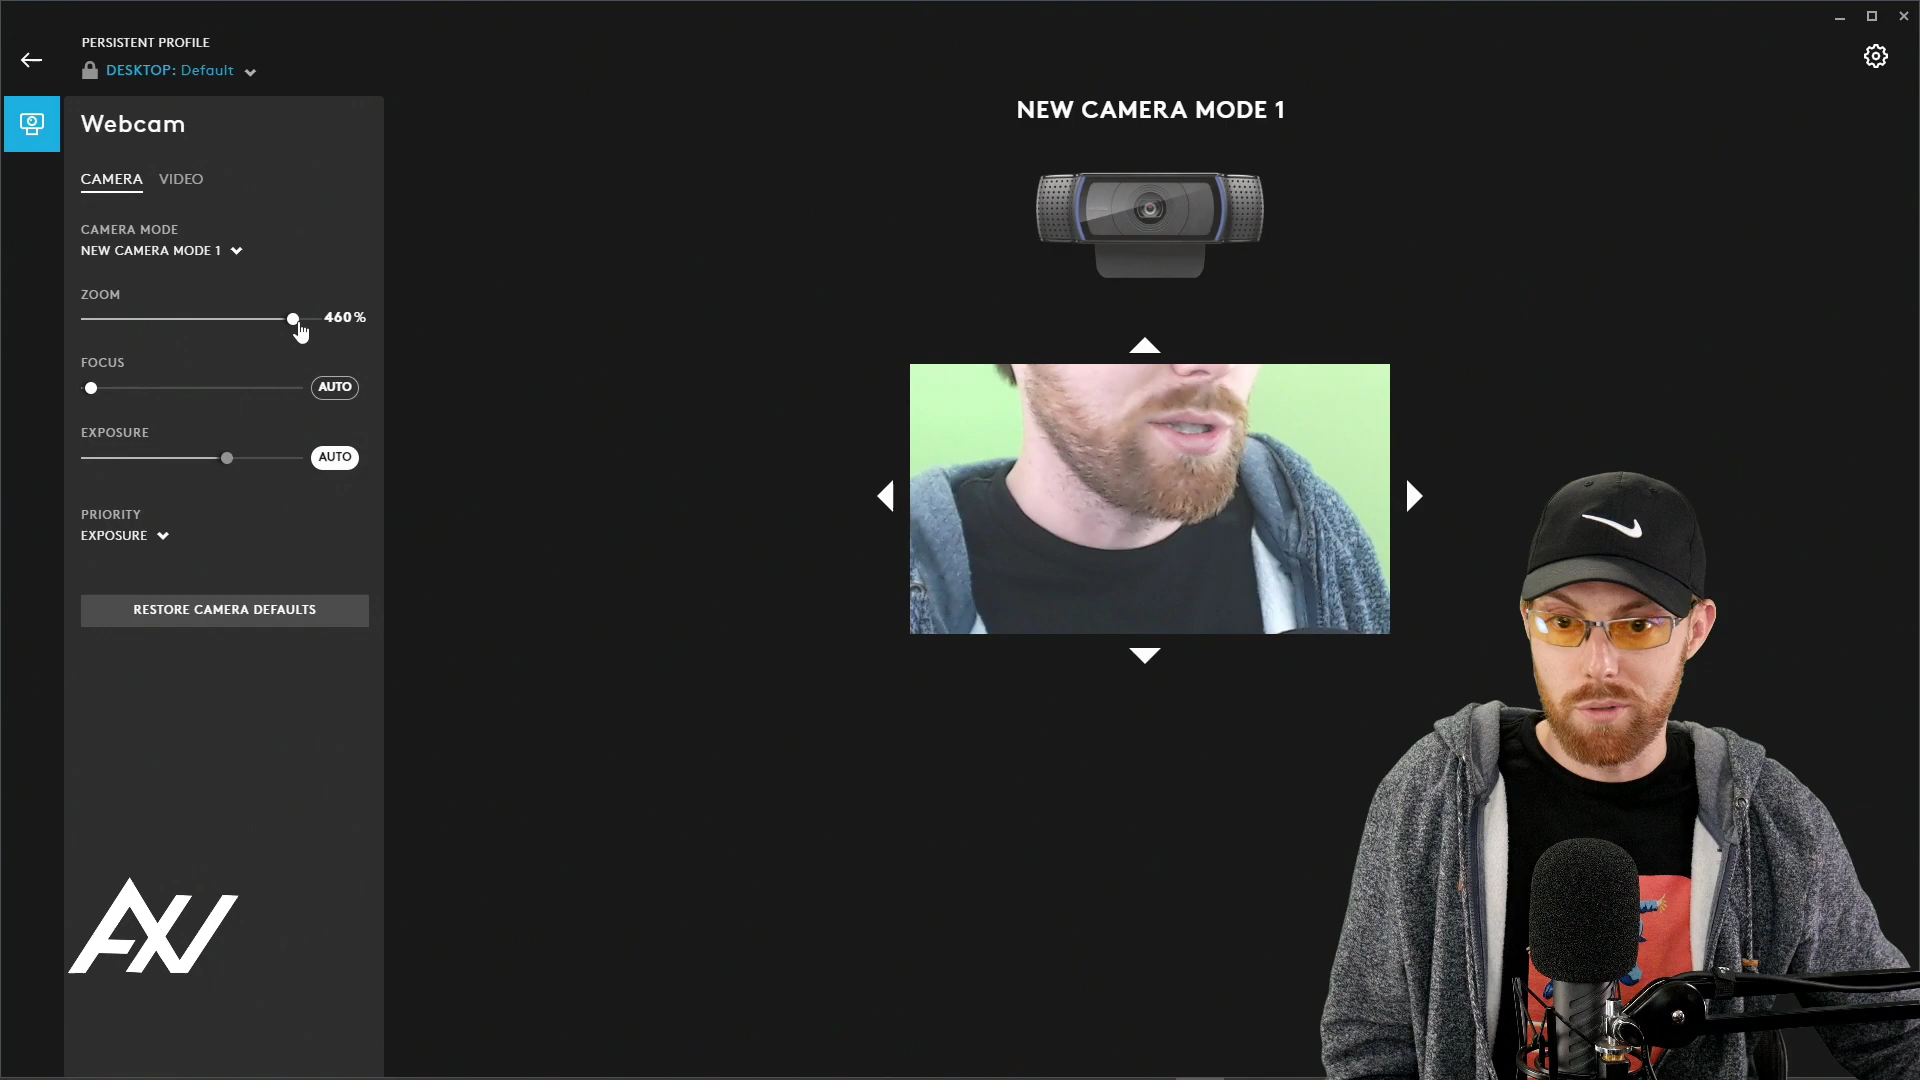 PERSISTENT PROFILE
DESKTOP: Default
Webcam
CAMERA VIDEO
CAMERA MODE
NEW CAMERA MODE 1
ZOOM
460%
FOCUS
AUTO
EXPOSURE
AUTO
PRIORITY
EXPOSURE
RESTORE CAMERA DEFAULTS
NEW CAMERA MODE 1